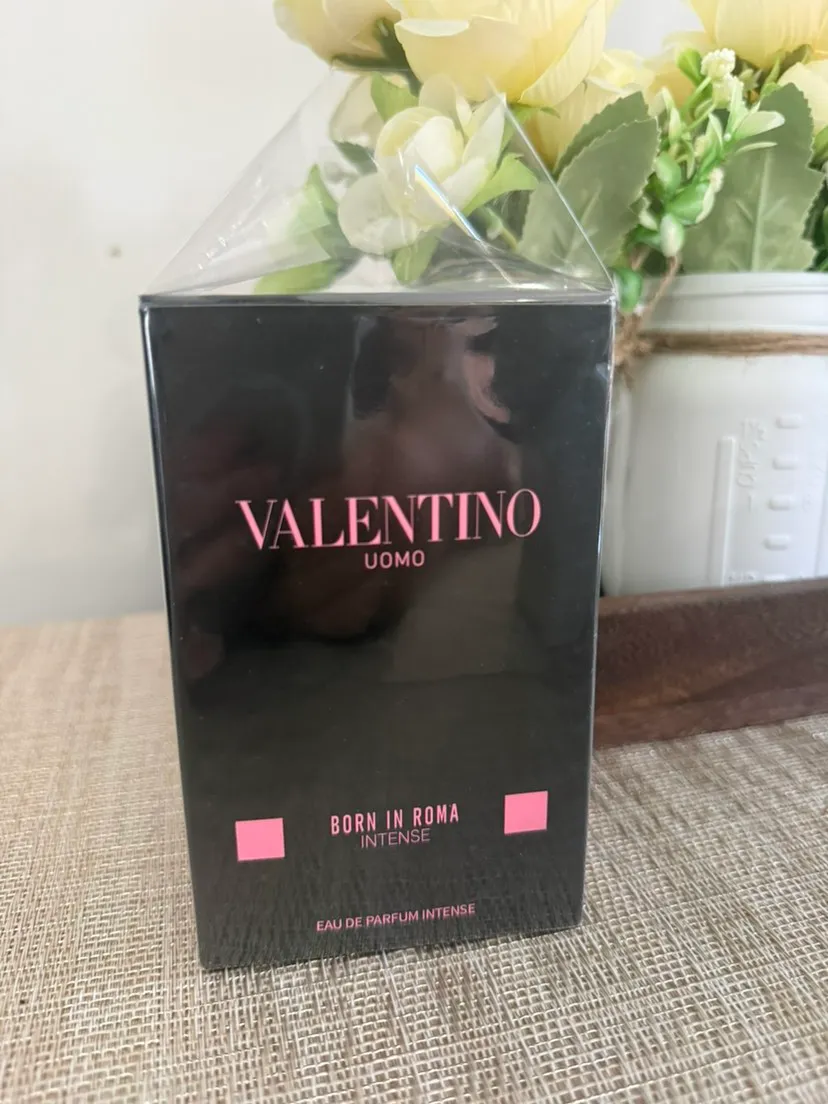 VALENTINO
UOMO
BORN IN ROMA
INTENSE
EAU DE PARFUM INTENSE